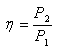 η = P₂ / P₁